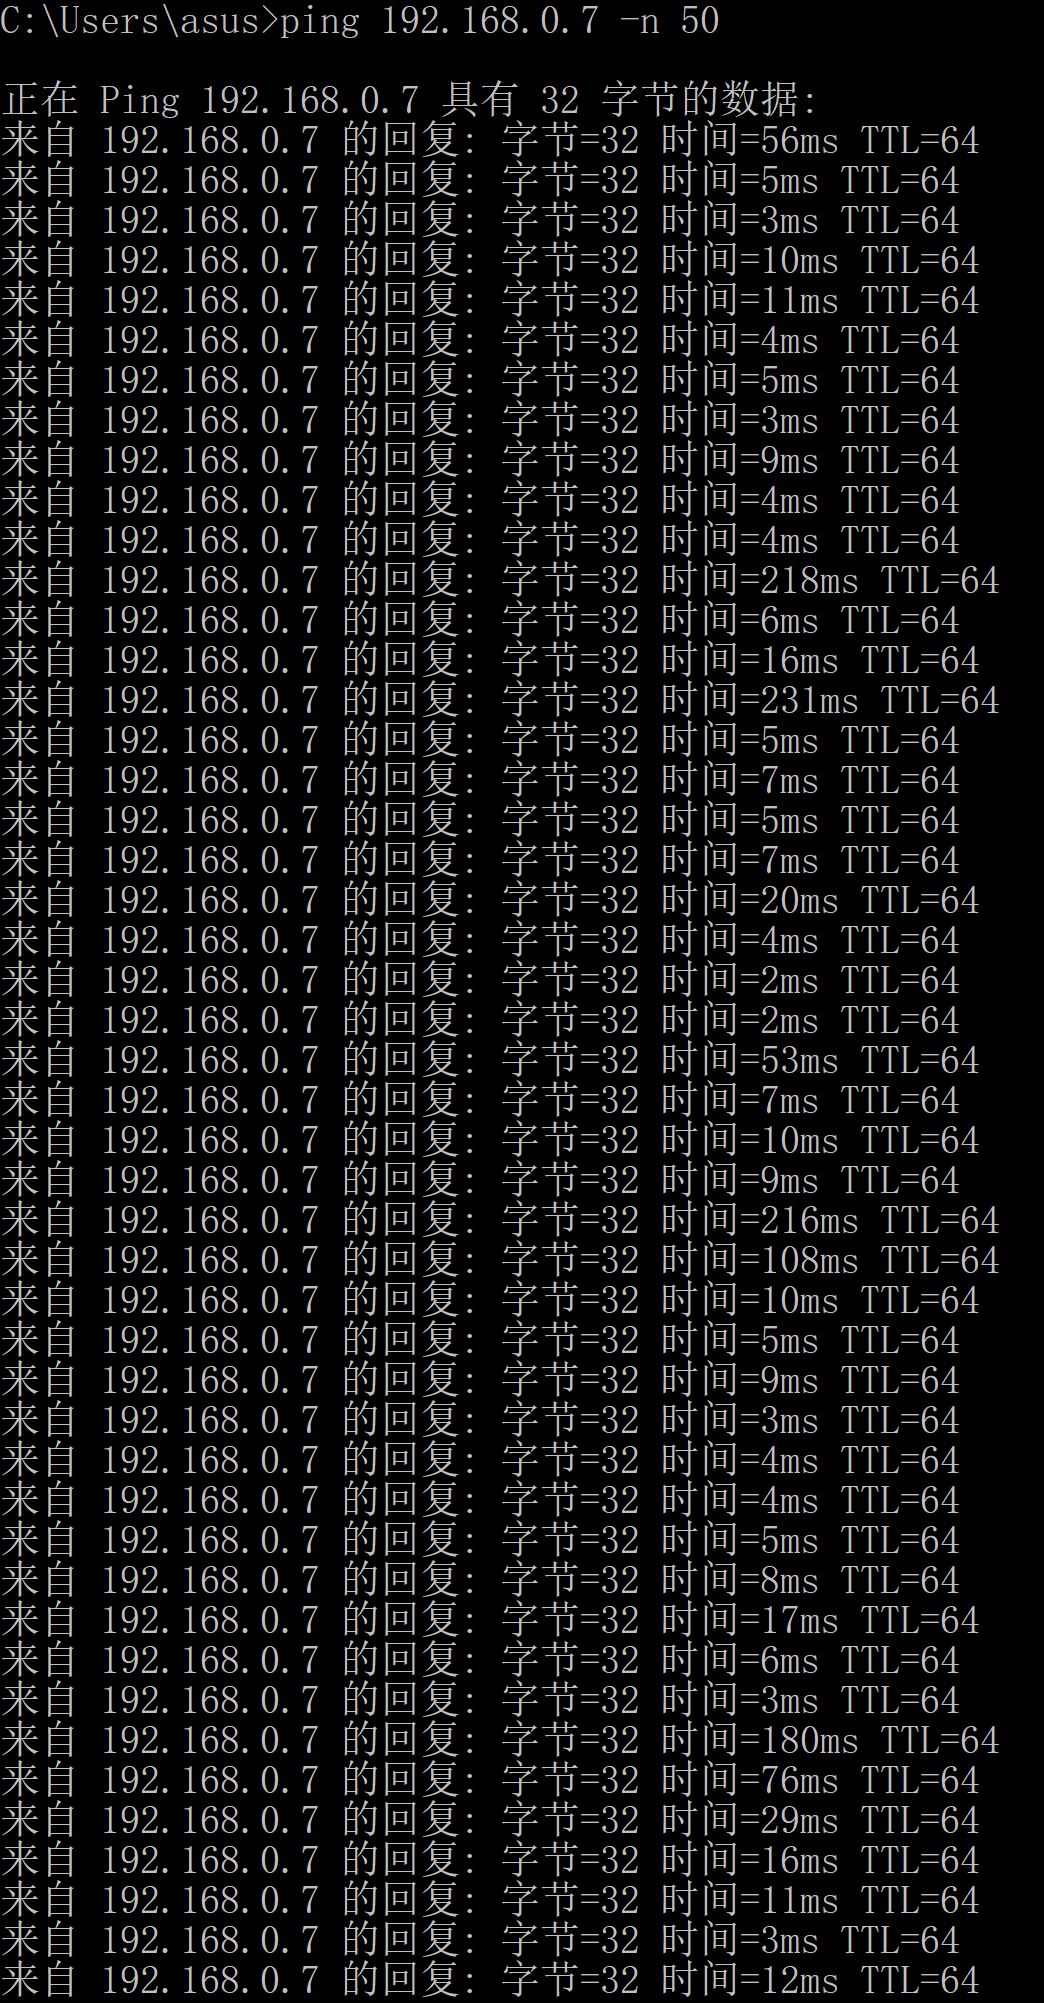 C:\Users\asus>ping 192.168.0.7 -n 50
正在 Ping 192.168.0.7 具有 32 字节的数据:
来自 192.168.0.7 的回复: 字节=32 时间=56ms TTL=64
来自 192.168.0.7 的回复: 字节=32 时间=5ms TTL=64
来自 192.168.0.7 的回复: 字节=32 时间=3ms TTL=64
来自 192.168.0.7 的回复: 字节=32 时间=10ms TTL=64
来自 192.168.0.7 的回复: 字节=32 时间=11ms TTL=64
来自 192.168.0.7 的回复: 字节=32 时间=4ms TTL=64
来自 192.168.0.7 的回复: 字节=32 时间=5ms TTL=64
来自 192.168.0.7 的回复: 字节=32 时间=3ms TTL=64
来自 192.168.0.7 的回复: 字节=32 时间=9ms TTL=64
来自 192.168.0.7 的回复: 字节=32 时间=4ms TTL=64
来自 192.168.0.7 的回复: 字节=32 时间=4ms TTL=64
来自 192.168.0.7 的回复: 字节=32 时间=218ms TTL=64
来自 192.168.0.7 的回复: 字节=32 时间=6ms TTL=64
来自 192.168.0.7 的回复: 字节=32 时间=16ms TTL=64
来自 192.168.0.7 的回复: 字节=32 时间=231ms TTL=64
来自 192.168.0.7 的回复: 字节=32 时间=5ms TTL=64
来自 192.168.0.7 的回复: 字节=32 时间=7ms TTL=64
来自 192.168.0.7 的回复: 字节=32 时间=5ms TTL=64
来自 192.168.0.7 的回复: 字节=32 时间=7ms TTL=64
来自 192.168.0.7 的回复: 字节=32 时间=20ms TTL=64
来自 192.168.0.7 的回复: 字节=32 时间=4ms TTL=64
来自 192.168.0.7 的回复: 字节=32 时间=2ms TTL=64
来自 192.168.0.7 的回复: 字节=32 时间=2ms TTL=64
来自 192.168.0.7 的回复: 字节=32 时间=53ms TTL=64
来自 192.168.0.7 的回复: 字节=32 时间=7ms TTL=64
来自 192.168.0.7 的回复: 字节=32 时间=10ms TTL=64
来自 192.168.0.7 的回复: 字节=32 时间=9ms TTL=64
来自 192.168.0.7 的回复: 字节=32 时间=216ms TTL=64
来自 192.168.0.7 的回复: 字节=32 时间=108ms TTL=64
来自 192.168.0.7 的回复: 字节=32 时间=10ms TTL=64
来自 192.168.0.7 的回复: 字节=32 时间=5ms TTL=64
来自 192.168.0.7 的回复: 字节=32 时间=9ms TTL=64
来自 192.168.0.7 的回复: 字节=32 时间=3ms TTL=64
来自 192.168.0.7 的回复: 字节=32 时间=4ms TTL=64
来自 192.168.0.7 的回复: 字节=32 时间=4ms TTL=64
来自 192.168.0.7 的回复: 字节=32 时间=5ms TTL=64
来自 192.168.0.7 的回复: 字节=32 时间=8ms TTL=64
来自 192.168.0.7 的回复: 字节=32 时间=17ms TTL=64
来自 192.168.0.7 的回复: 字节=32 时间=6ms TTL=64
来自 192.168.0.7 的回复: 字节=32 时间=3ms TTL=64
来自 192.168.0.7 的回复: 字节=32 时间=180ms TTL=64
来自 192.168.0.7 的回复: 字节=32 时间=76ms TTL=64
来自 192.168.0.7 的回复: 字节=32 时间=29ms TTL=64
来自 192.168.0.7 的回复: 字节=32 时间=16ms TTL=64
来自 192.168.0.7 的回复: 字节=32 时间=11ms TTL=64
来自 192.168.0.7 的回复: 字节=32 时间=3ms TTL=64
来自 192.168.0.7 的回复: 字节=32 时间=12ms TTL=64